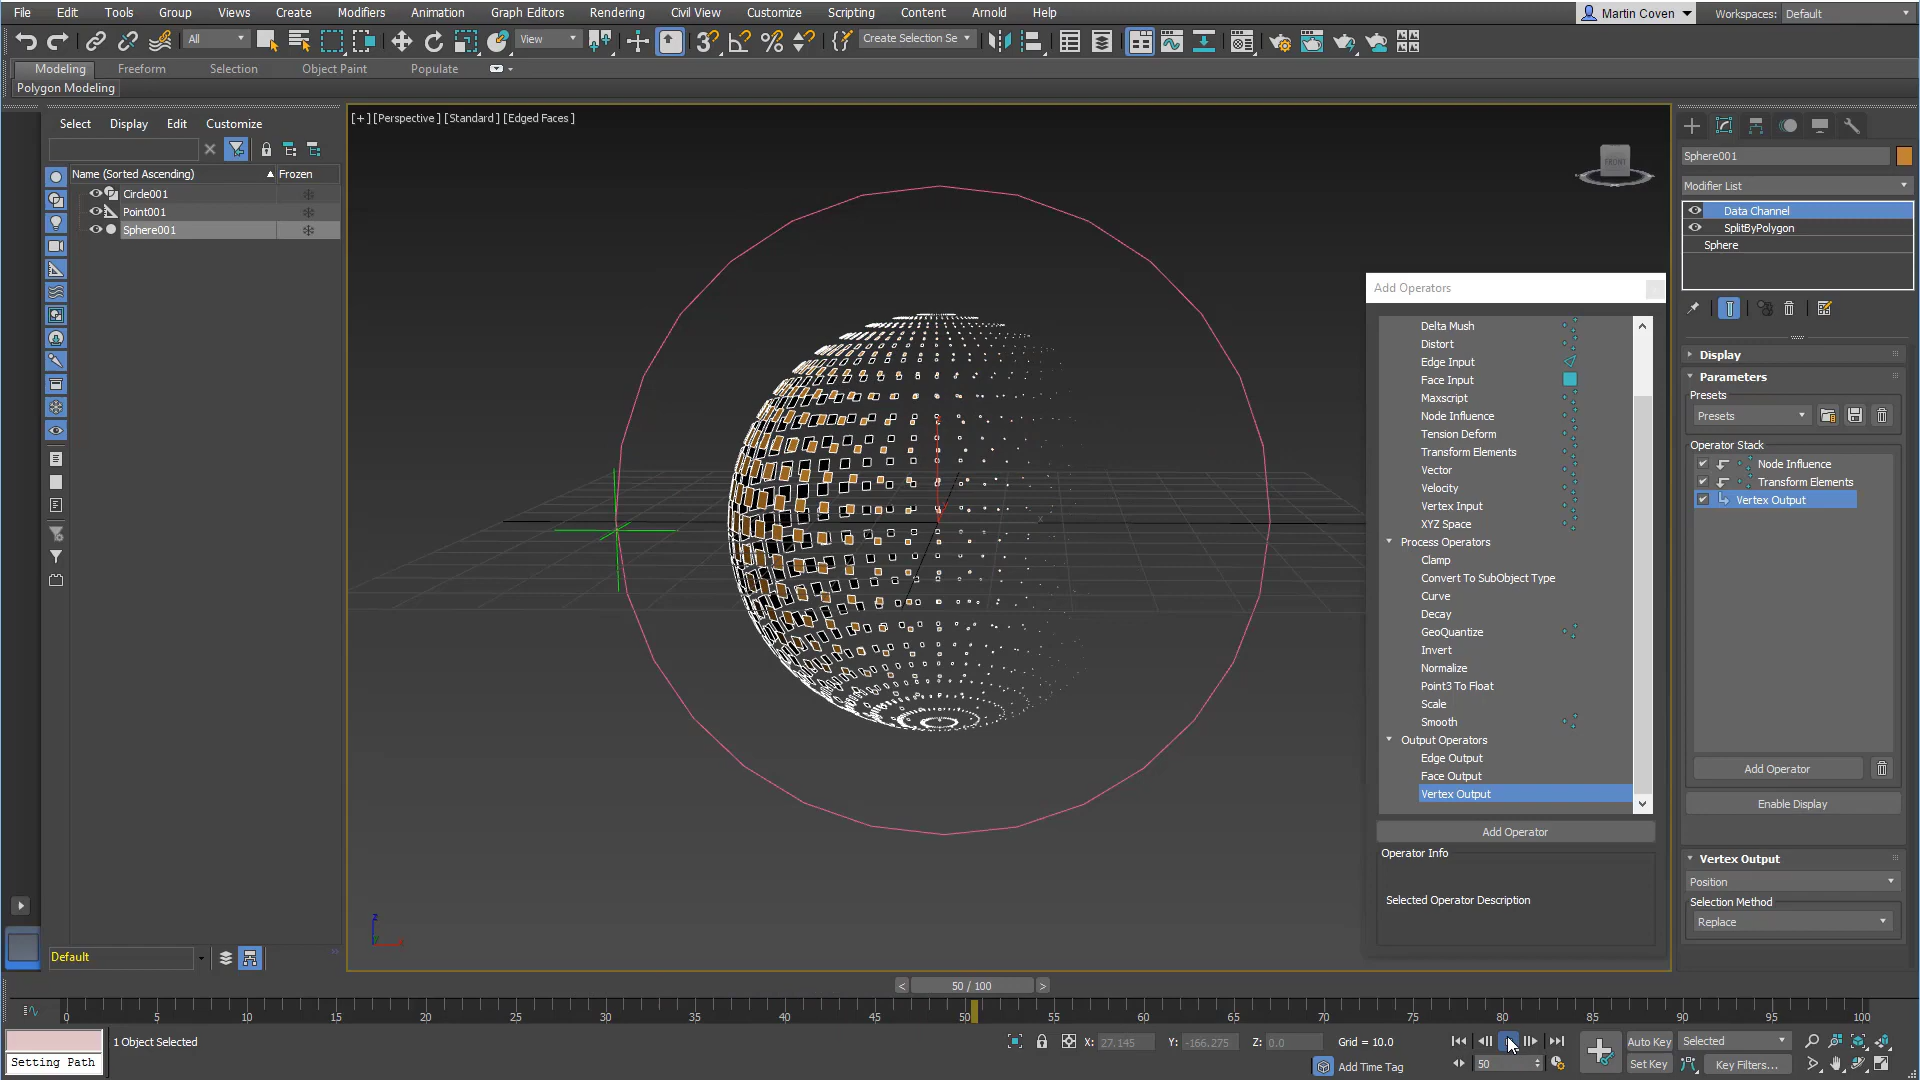 File Edit Tools Group Views Create Modifiers Animation Graph Editors Rendering Civil View Customize Scripting Content Arnold Help
Martin Coven Workspaces: Default
All View Create Selection Se
Modeling Freeform Selection Object Paint Populate
Polygon Modeling
Select Display Edit Customize
Name (Sorted Ascending) Frozen
Circle001
Point001
Sphere001
[+] [Perspective] [Standard] [Edged Faces]
FRONT
Add Operators
Delta Mush
Distort
Edge Input
Face Input
Maxscript
Node Influence
Tension Deform
Transform Elements
Vector
Velocity
Vertex Input
XYZ Space
Process Operators
Clamp
Convert To SubObject Type
Curve
Decay
GeoQuantize
Invert
Normalize
Point3 To Float
Scale
Smooth
Output Operators
Edge Output
Face Output
Vertex Output
Add Operator
Operator Info
Selected Operator Description
Sphere001
Modifier List
Data Channel
SplitByPolygon
Sphere
Display
Parameters
Presets
Presets
Operator Stack
Node Influence
Transform Elements
Vertex Output
Add Operator
Enable Display
Vertex Output
Position
Selection Method
Replace
Default
< 50 / 100 >
0 5 10 15 20 25 30 35 40 45 50 55 60 65 70 75 80 85 90 95 100
Setting Path
1 Object Selected
X: 27.145 Y: -166.275 Z: 0.0 Grid = 10.0
Add Time Tag
50
Auto Key Selected
Set Key Key Filters...